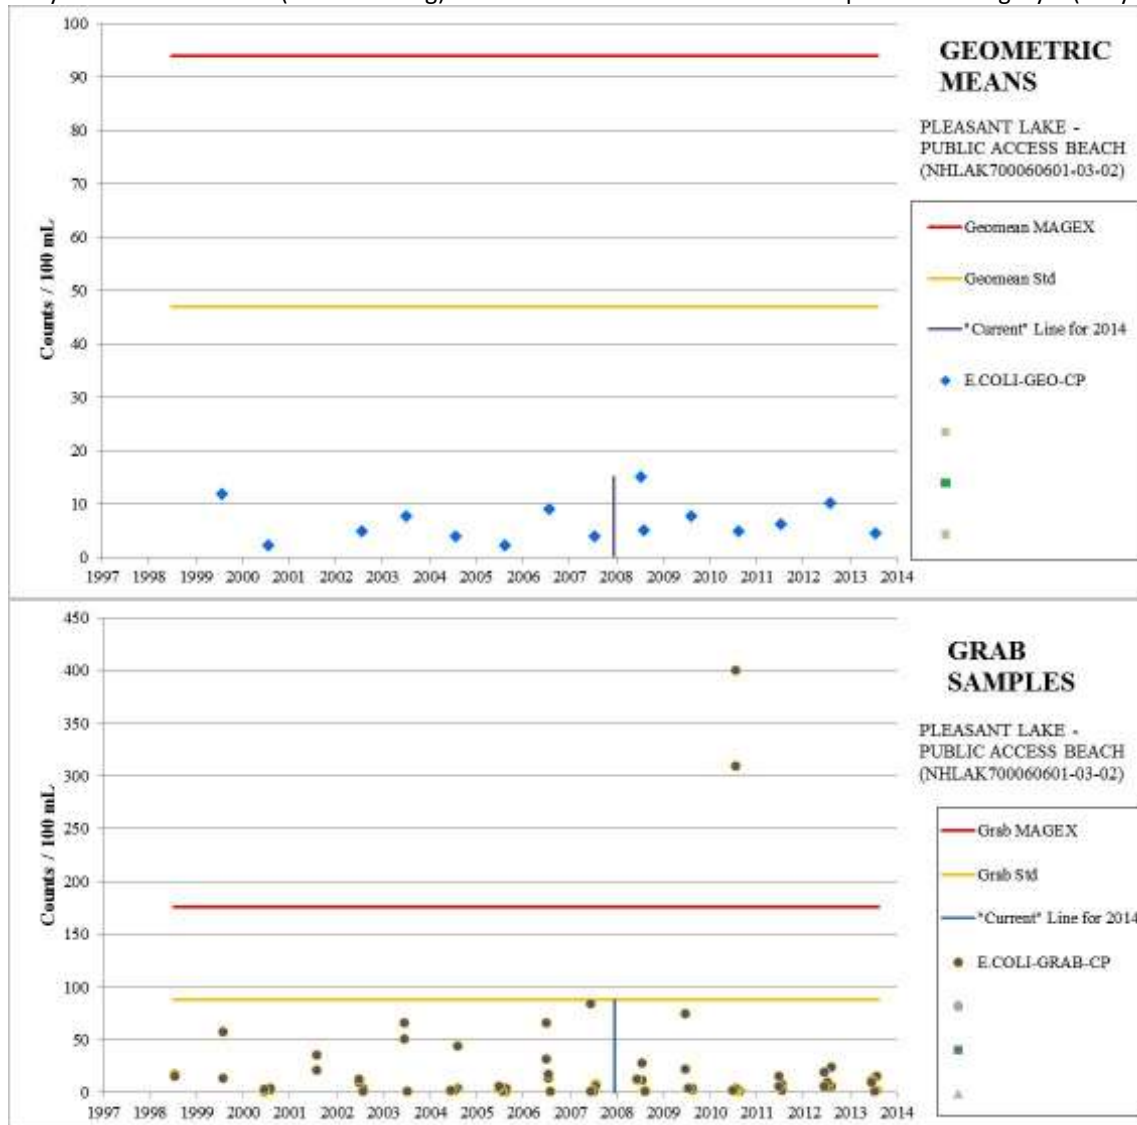 GEOMETRIC
MEANS
PLEASANT LAKE -
PUBLIC ACCESS BEACH
(NHLAK700060601-03-02)
100
90
80
70
60
50
40
30
20
10
0
Counts / 100 mL
1997 1998 1999 2000 2001 2002 2003 2004 2005 2006 2007 2008 2009 2010 2011 2012 2013 2014
Geomean MAGEX
Geomean Std
"Current" Line for 2014
E.COLI-GEO-CP
GRAB
SAMPLES
PLEASANT LAKE -
PUBLIC ACCESS BEACH
(NHLAK700060601-03-02)
450
400
350
300
250
200
150
100
50
0
Counts / 100 mL
1997 1998 1999 2000 2001 2002 2003 2004 2005 2006 2007 2008 2009 2010 2011 2012 2013 2014
Grab MAGEX
Grab Std
"Current" Line for 2014
E.COLI-GRAB-CP